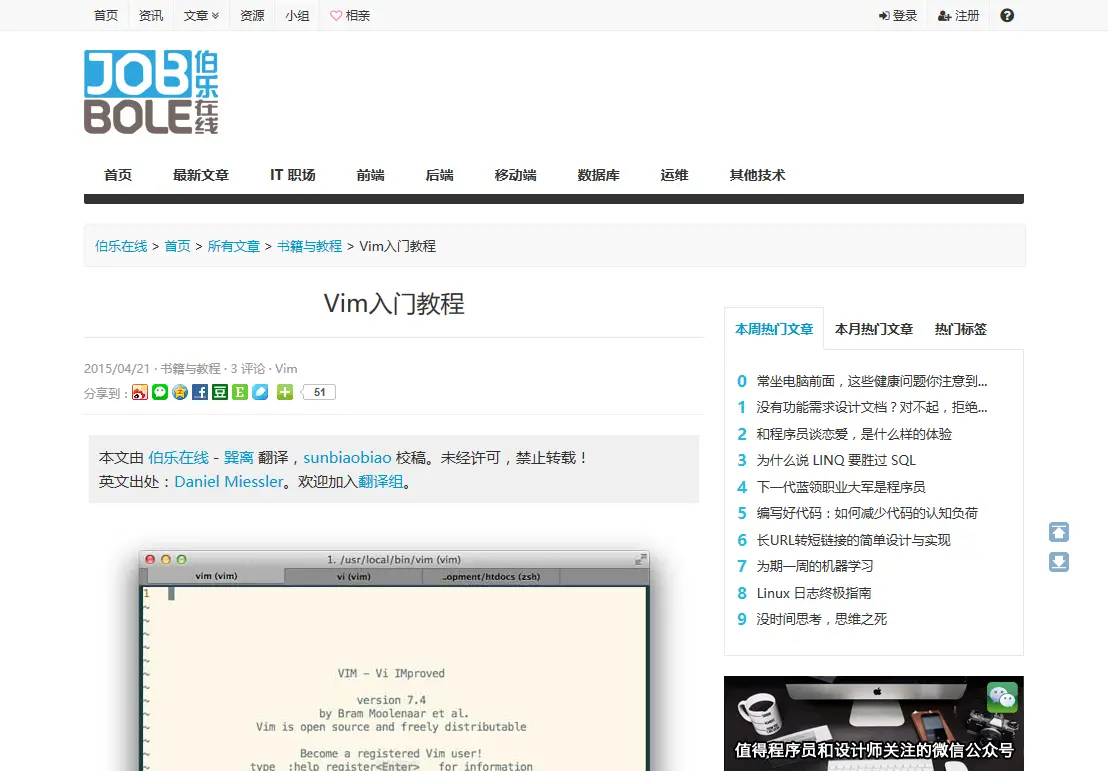 首页 资讯 文章 资源 小组 相亲 登录 注册
JOB 伯乐
BOLE 在线
首页 最新文章 IT 职场 前端 后端 移动端 数据库 运维 其他技术
伯乐在线 > 首页 > 所有文章 > 书籍与教程 > Vim入门教程
Vim入门教程
2015/04/21 · 书籍与教程 · 3 评论 · Vim
分享到： 51
本文由 伯乐在线 - 巽离 翻译，sunbiaobiao 校稿。未经许可，禁止转载！
英文出处：Daniel Miessler。欢迎加入翻译组。
1. /usr/local/bin/vim (vim)
vim (vim) vi (vim) ..opment/htdocs (zsh)
1
~
~
~
~
~
~
VIM - Vi IMproved
~
version 7.4
by Bram Moolenaar et al.
Vim is open source and freely distributable
~
Become a registered Vim user!
type :help register<Enter> for information
本周热门文章 本月热门文章 热门标签
0 常坐电脑前面，这些健康问题你注意到...
1 没有功能需求设计文档？对不起，拒绝...
2 和程序员谈恋爱，是什么样的体验
3 为什么说 LINQ 要胜过 SQL
4 下一代蓝领职业大军是程序员
5 编写好代码：如何减少代码的认知负荷
6 长URL转短链接的简单设计与实现
7 为期一周的机器学习
8 Linux 日志终极指南
9 没时间思考，思维之死
值得程序员和设计师关注的微信公众号